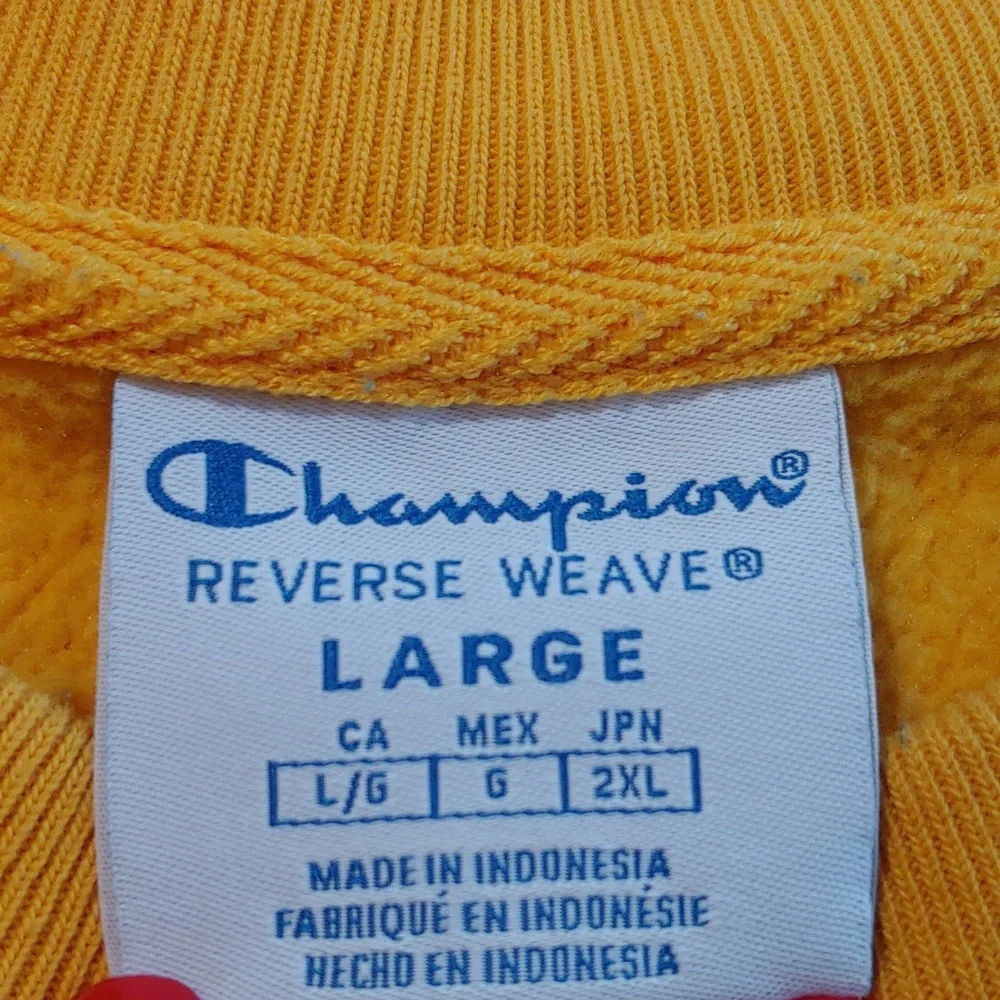 Champion®
REVERSE WEAVE®
LARGE
CA MEX JPN
L/G G 2XL
MADE IN INDONESIA
FABRIQUÉ EN INDONÉSIE
HECHO EN INDONESIA